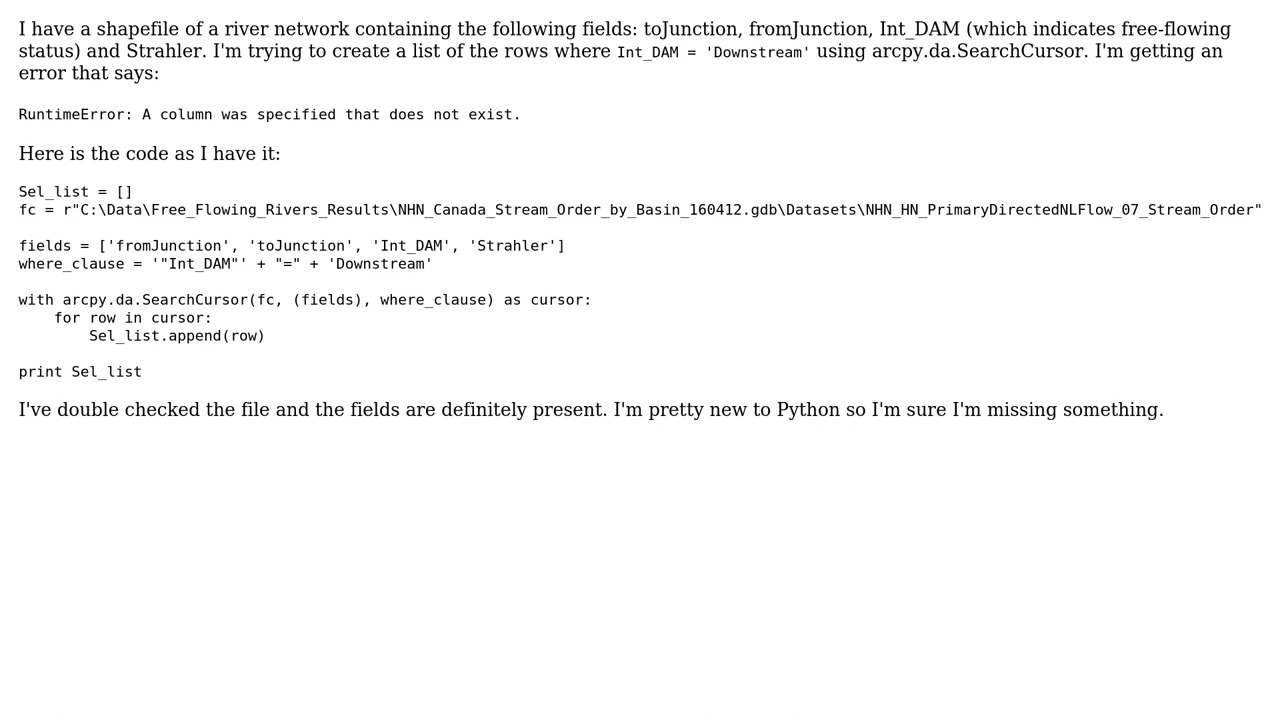 I have a shapefile of a river network containing the following fields: toJunction, fromJunction, Int_DAM (which indicates free-flowing
status) and Strahler. I'm trying to create a list of the rows where Int_DAM = 'Downstream' using arcpy.da.SearchCursor. I'm getting an
error that says:
RuntimeError: A column was specified that does not exist.
Here is the code as I have it:
Sel_list = []
fc = r"C:\Data\Free_Flowing_Rivers_Results\NHN_Canada_Stream_Order_by_Basin_160412.gdb\Datasets\NHN_HN_PrimaryDirectedNLFlow_07_Stream_Order"
fields = ['fromJunction', 'toJunction', 'Int_DAM', 'Strahler']
where_clause = '"Int_DAM"' + "=" + 'Downstream'
with arcpy.da.SearchCursor(fc, (fields), where_clause) as cursor:
    for row in cursor:
        Sel_list.append(row)
print Sel_list
I've double checked the file and the fields are definitely present. I'm pretty new to Python so I'm sure I'm missing something.